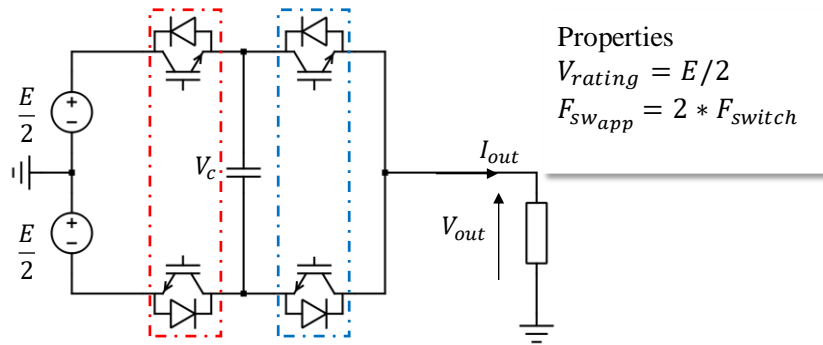 Properties
V_rating = E/2
F_sw_app = 2 * F_switch
E/2
+
−
V_c
I_out
V_out
E/2
+
−